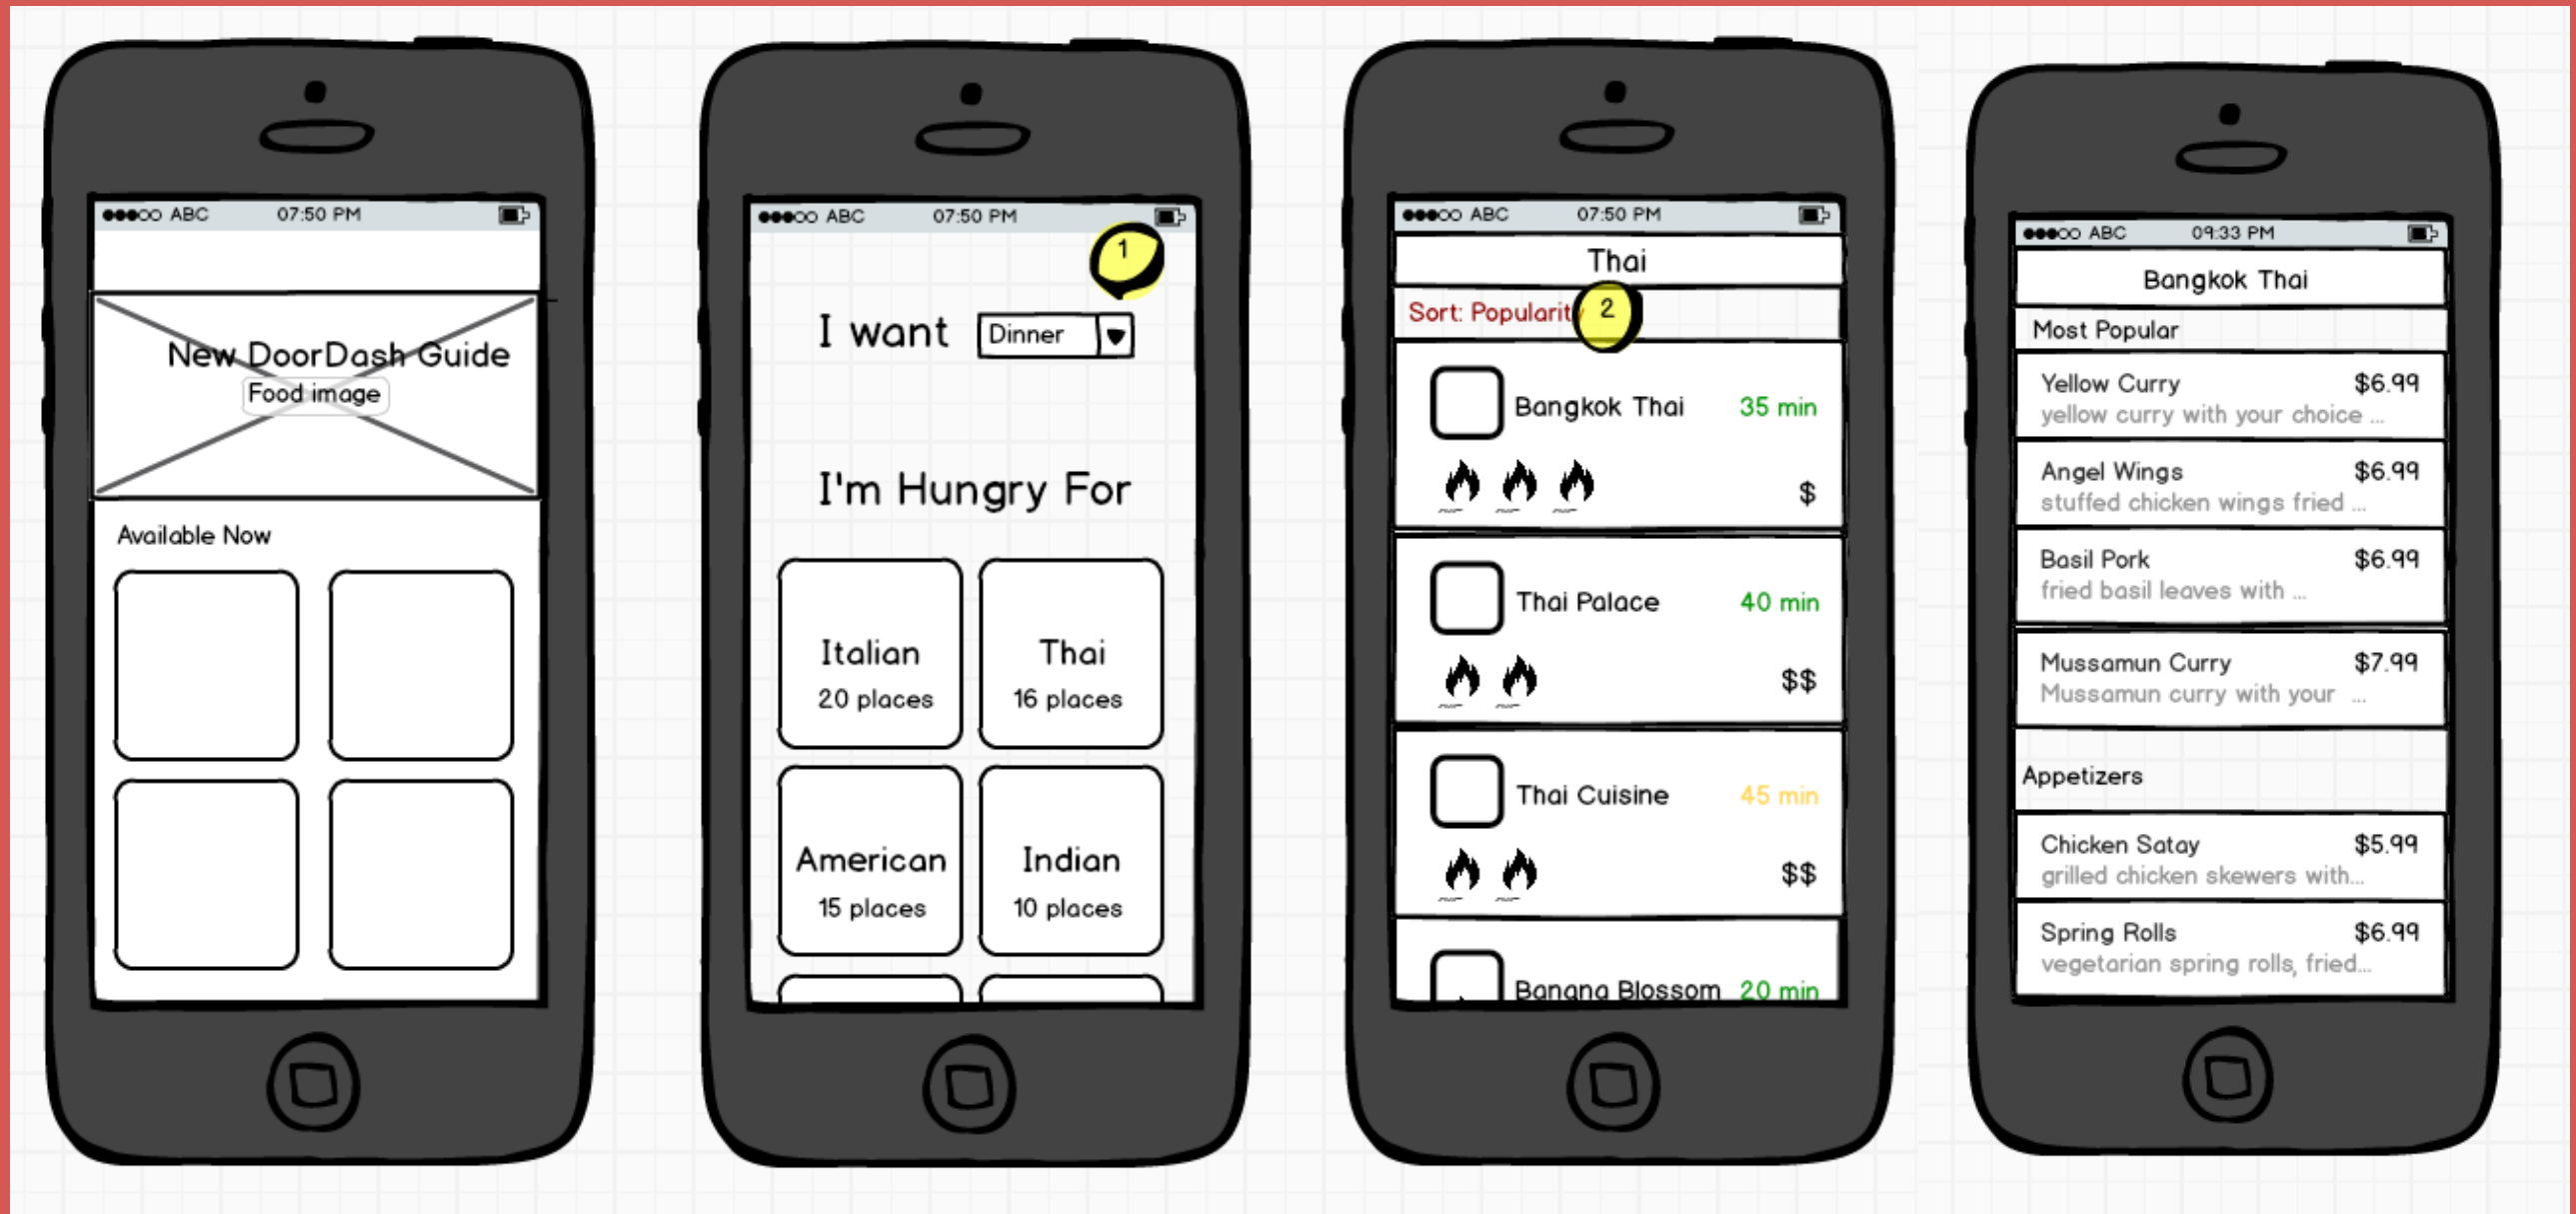 ABC 07:50 PM
New DoorDash Guide
Food image
Available Now
ABC 07:50 PM
1
I want Dinner
I'm Hungry For
Italian
20 places
Thai
16 places
American
15 places
Indian
10 places
ABC 07:50 PM
Thai
Sort: Popularit 2
Bangkok Thai 35 min
$
Thai Palace 40 min
$$
Thai Cuisine 45 min
$$
Banana Blossom 20 min
ABC 09:33 PM
Bangkok Thai
Most Popular
Yellow Curry $6.99
yellow curry with your choice ...
Angel Wings $6.99
stuffed chicken wings fried ...
Basil Pork $6.99
fried basil leaves with ...
Mussamun Curry $7.99
Mussamun curry with your ...
Appetizers
Chicken Satay $5.99
grilled chicken skewers with...
Spring Rolls $6.99
vegetarian spring rolls, fried...